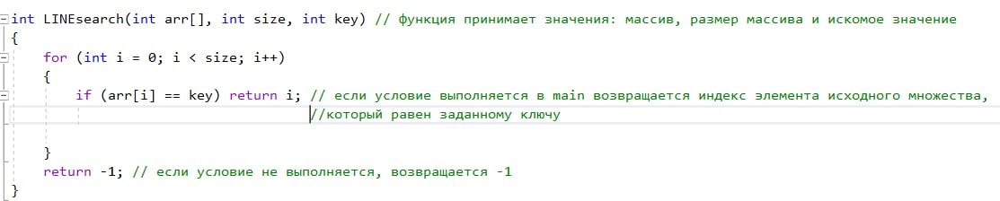 int LINEsearch(int arr[], int size, int key) // функция принимает значения: массив, размер массива и искомое значение
{
for (int i = 0; i < size; i++)
{
if (arr[i] == key) return i; // если условие выполняется в main возвращается индекс элемента исходного множества,
//который равен заданному ключу
}
return -1; // если условие не выполняется, возвращается -1
}